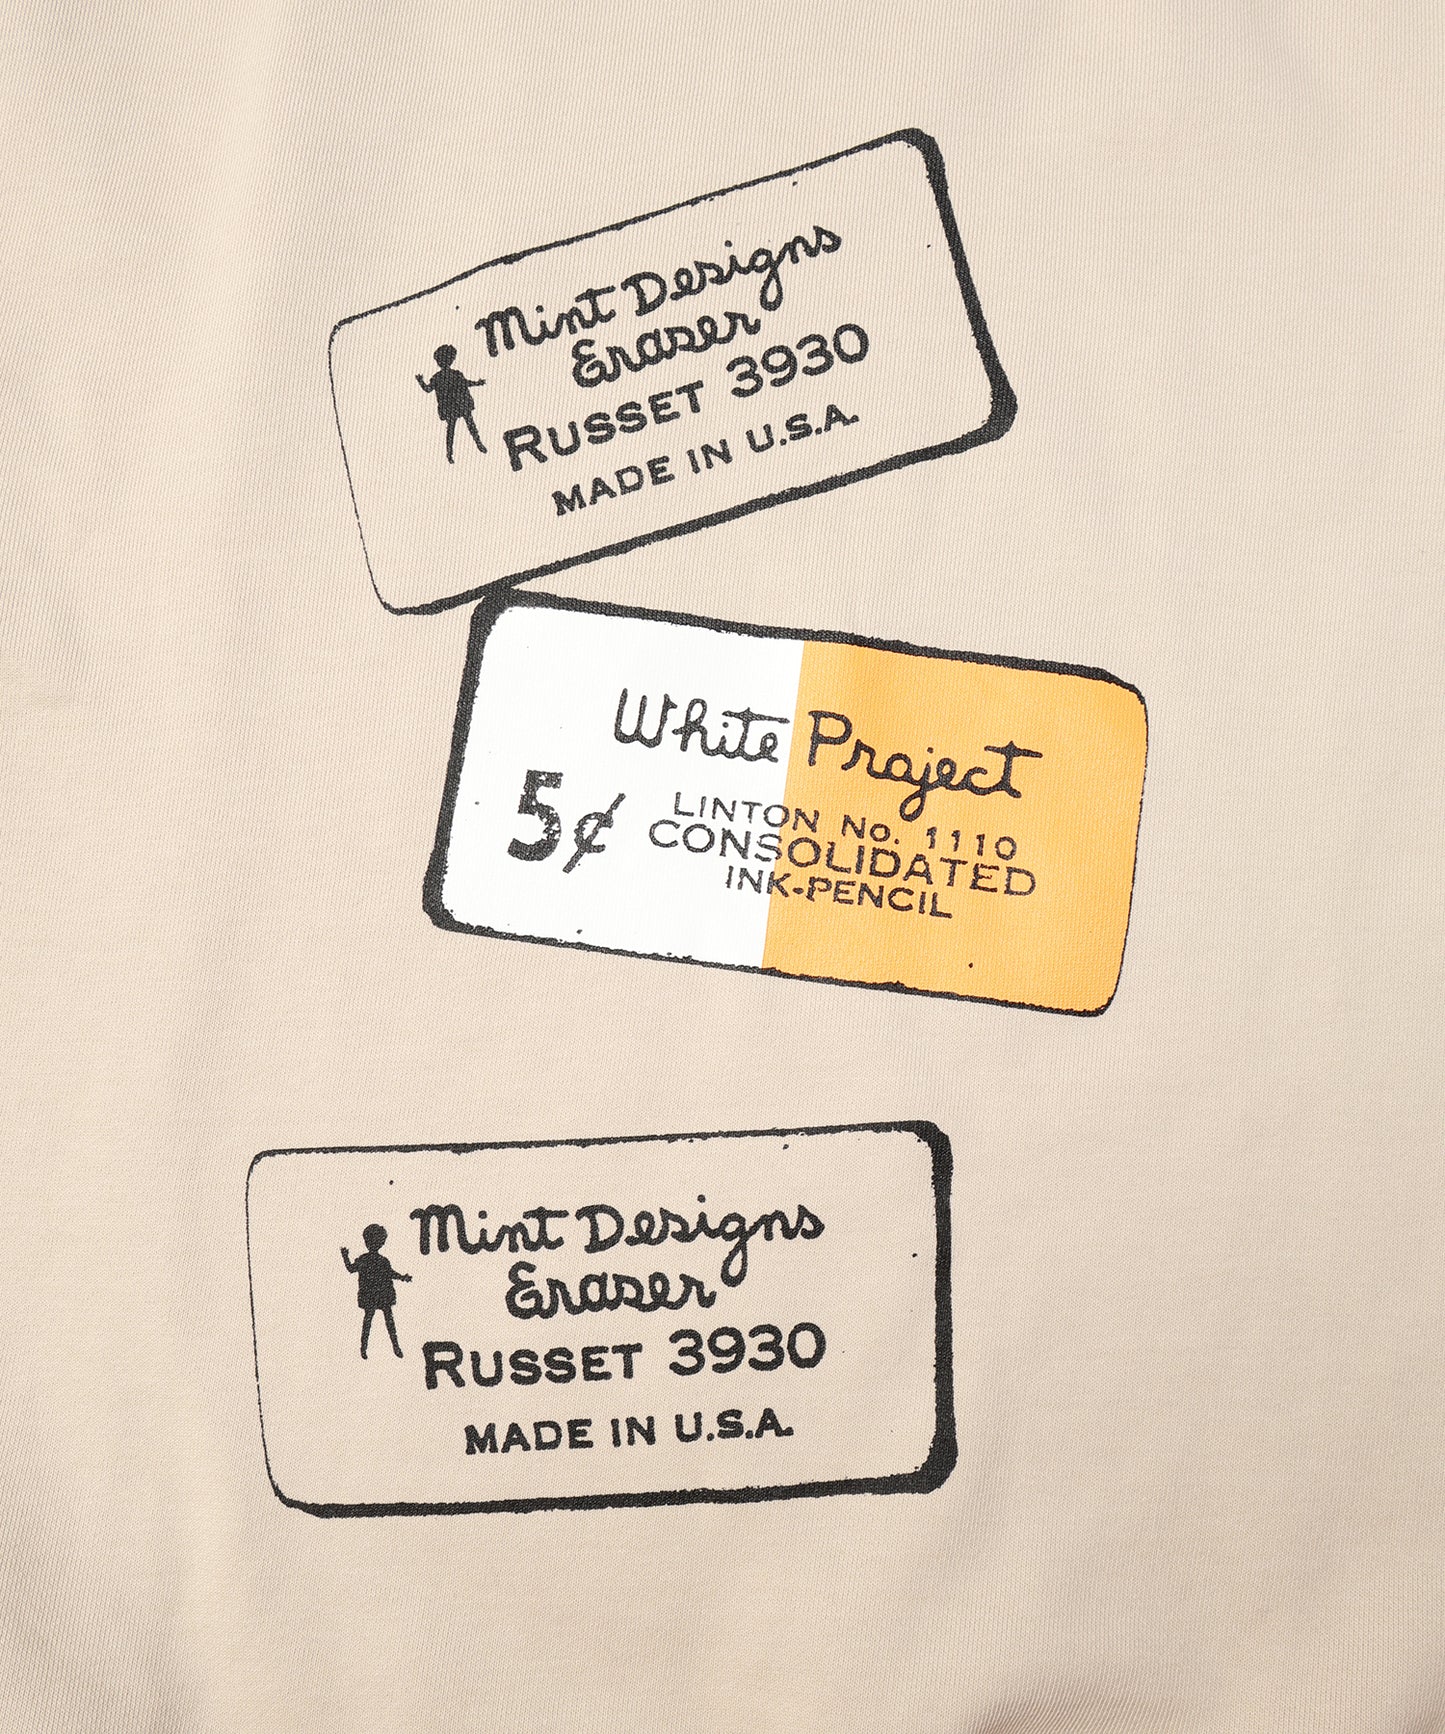 Mint Designs
Eraser
RUSSET 3930
MADE IN U.S.A.
White Project
5¢
LINTON No. 1110
CONSOLIDATED
INK-PENCIL
Mint Designs
Eraser
RUSSET 3930
MADE IN U.S.A.